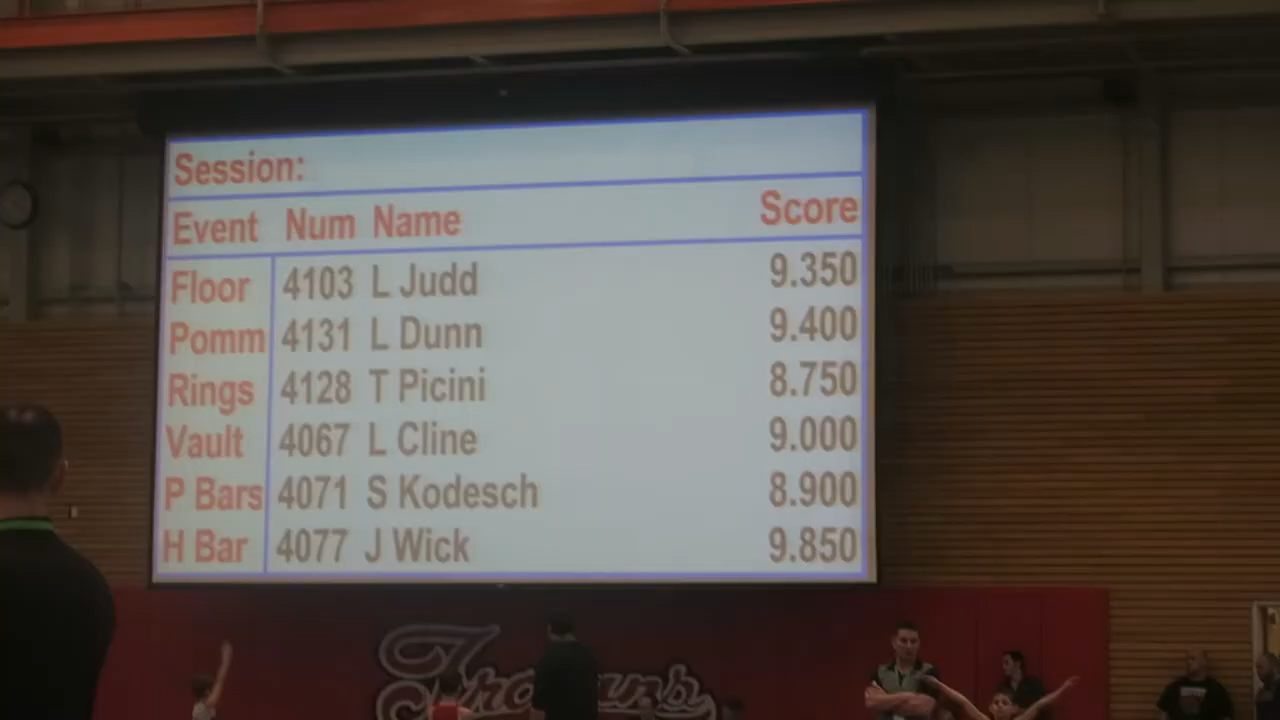 Session:
Event Num Name Score
Floor 4103 L Judd 9.350
Pomm 4131 L Dunn 9.400
Rings 4128 T Picini 8.750
Vault 4067 L Cline 9.000
P Bars 4071 S Kodesch 8.900
H Bar 4077 J Wick 9.850